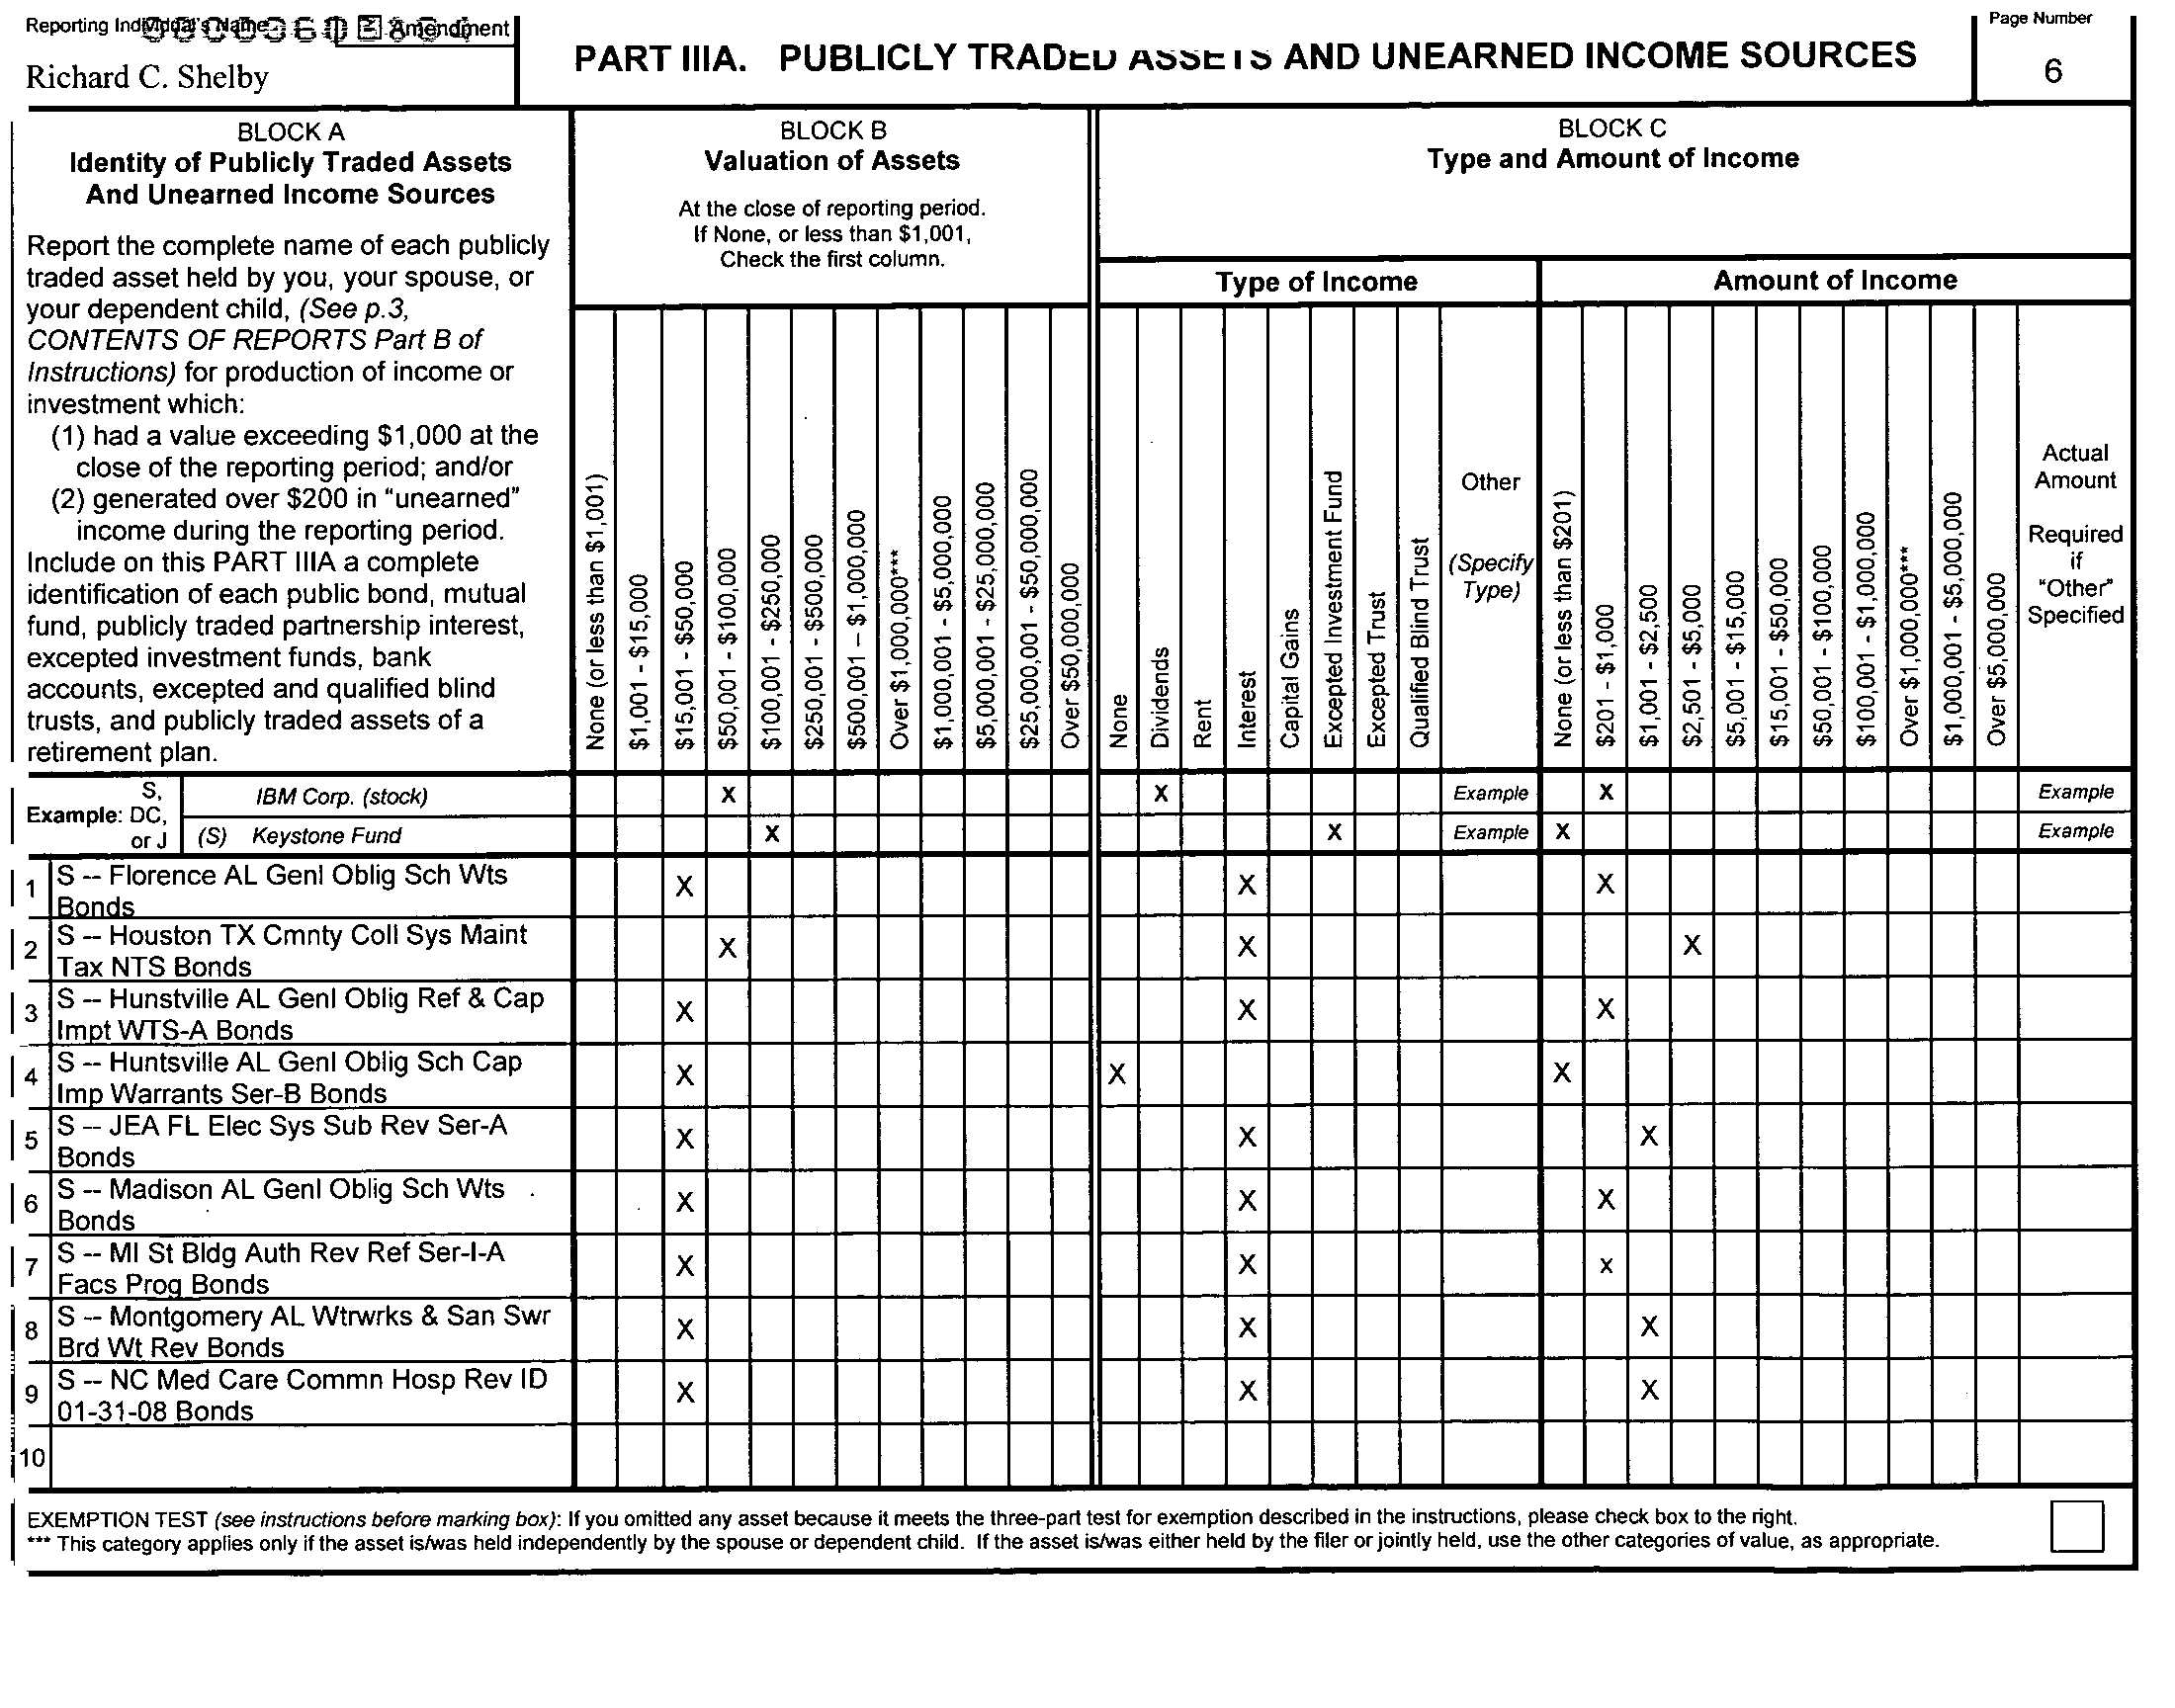 Reporting Individual's Name
Amendment
Richard C. Shelby
PART IIIA. PUBLICLY TRADED ASSETS AND UNEARNED INCOME SOURCES
Page Number
6
BLOCK A
Identity of Publicly Traded Assets
And Unearned Income Sources
Report the complete name of each publicly
traded asset held by you, your spouse, or
your dependent child, (See p.3,
CONTENTS OF REPORTS Part B of
Instructions) for production of income or
investment which:
(1) had a value exceeding $1,000 at the
close of the reporting period; and/or
(2) generated over $200 in "unearned"
income during the reporting period.
Include on this PART IIIA a complete
identification of each public bond, mutual
fund, publicly traded partnership interest,
excepted investment funds, bank
accounts, excepted and qualified blind
trusts, and publicly traded assets of a
retirement plan.
BLOCK B
Valuation of Assets
At the close of reporting period.
If None, or less than $1,001,
Check the first column.
None (or less than $1,001)
$1,001 - $15,000
$15,001 - $50,000
$50,001 - $100,000
$100,001 - $250,000
$250,001 - $500,000
$500,001 – $1,000,000
Over $1,000,000***
$1,000,001 - $5,000,000
$5,000,001 - $25,000,000
$25,000,001 - $50,000,000
Over $50,000,000
BLOCK C
Type and Amount of Income
Type of Income
None
Dividends
Rent
Interest
Capital Gains
Excepted Investment Fund
Excepted Trust
Qualified Blind Trust
Other
(Specify
Type)
Amount of Income
None (or less than $201)
$201 - $1,000
$1,001 - $2,500
$2,501 - $5,000
$5,001 - $15,000
$15,001 - $50,000
$50,001 - $100,000
$100,001 - $1,000,000
Over $1,000,000***
$1,000,001 - $5,000,000
Over $5,000,000
Actual
Amount
Required
if
"Other"
Specified
Example: S, DC, or J
IBM Corp. (stock) X X Example X Example
(S) Keystone Fund X X Example X Example
1 S -- Florence AL Genl Oblig Sch Wts
Bonds X X X
2 S -- Houston TX Cmnty Coll Sys Maint
Tax NTS Bonds X X X
3 S -- Hunstville AL Genl Oblig Ref & Cap
Impt WTS-A Bonds X X X
4 S -- Huntsville AL Genl Oblig Sch Cap
Imp Warrants Ser-B Bonds X X X
5 S -- JEA FL Elec Sys Sub Rev Ser-A
Bonds X X X
6 S -- Madison AL Genl Oblig Sch Wts
Bonds X X X
7 S -- MI St Bldg Auth Rev Ref Ser-I-A
Facs Prog Bonds X X x
8 S -- Montgomery AL Wtrwrks & San Swr
Brd Wt Rev Bonds X X X
9 S -- NC Med Care Commn Hosp Rev ID
01-31-08 Bonds X X X
10
EXEMPTION TEST (see instructions before marking box): If you omitted any asset because it meets the three-part test for exemption described in the instructions, please check box to the right.
*** This category applies only if the asset is/was held independently by the spouse or dependent child. If the asset is/was either held by the filer or jointly held, use the other categories of value, as appropriate.